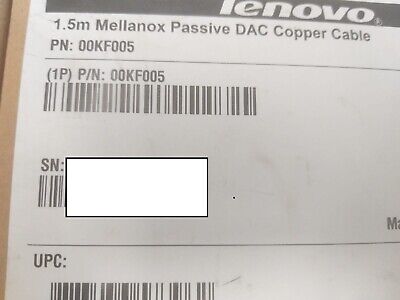 lenovo
1.5m Mellanox Passive DAC Copper Cable
PN: 00KF005
(1P) P/N: 00KF005
SN:
UPC: